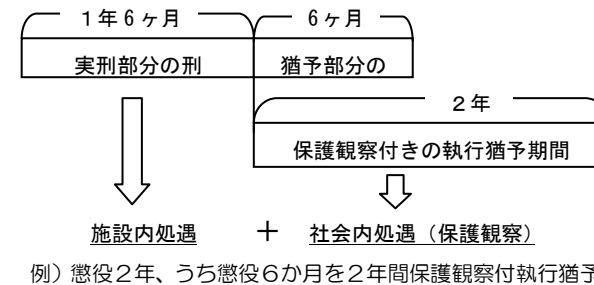 1年6ヶ月 6ヶ月
実刑部分の刑 猶予部分の
2年
保護観察付きの執行猶予期間
施設内処遇 + 社会内処遇（保護観察）
例）懲役2年、うち懲役6か月を2年間保護観察付執行猶予